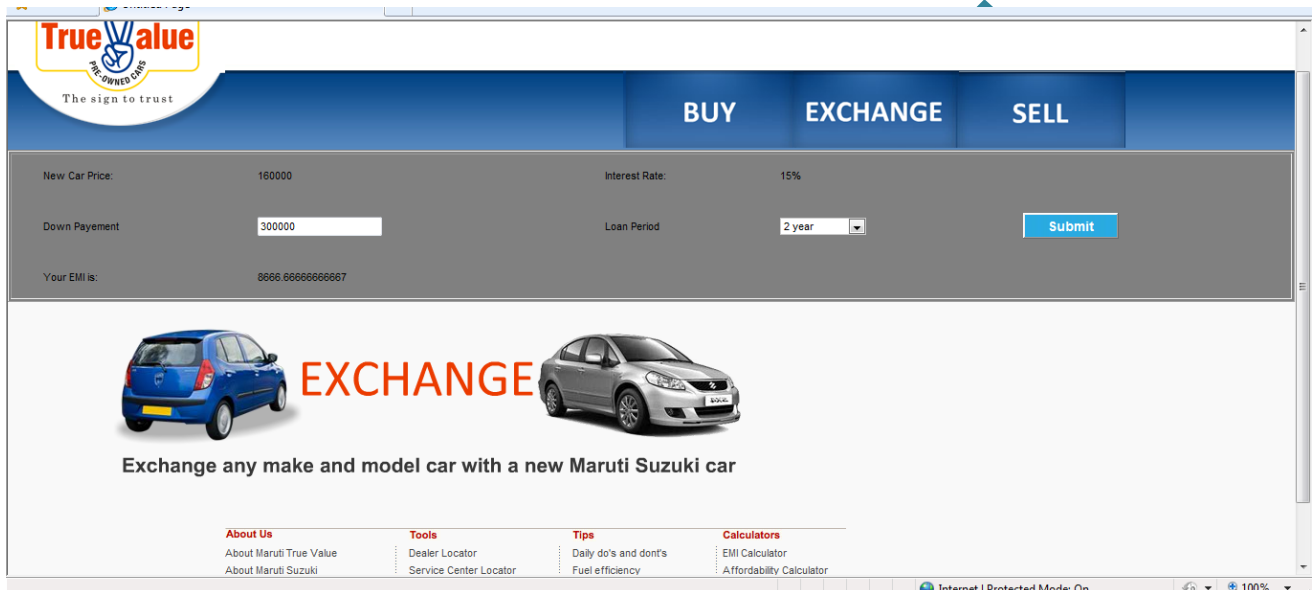 True Value
PRE-OWNED CARS
The sign to trust
BUY EXCHANGE SELL
New Car Price: 160000 Interest Rate: 15%
Down Payement 300000 Loan Period 2 year Submit
Your EMI is: 8666.66666666667
EXCHANGE
Exchange any make and model car with a new Maruti Suzuki car
About Us Tools Tips Calculators
About Maruti True Value Dealer Locator Daily do's and dont's EMI Calculator
About Maruti Suzuki Service Center Locator Fuel efficiency Affordability Calculator
Internet | Protected Mode: On 100%